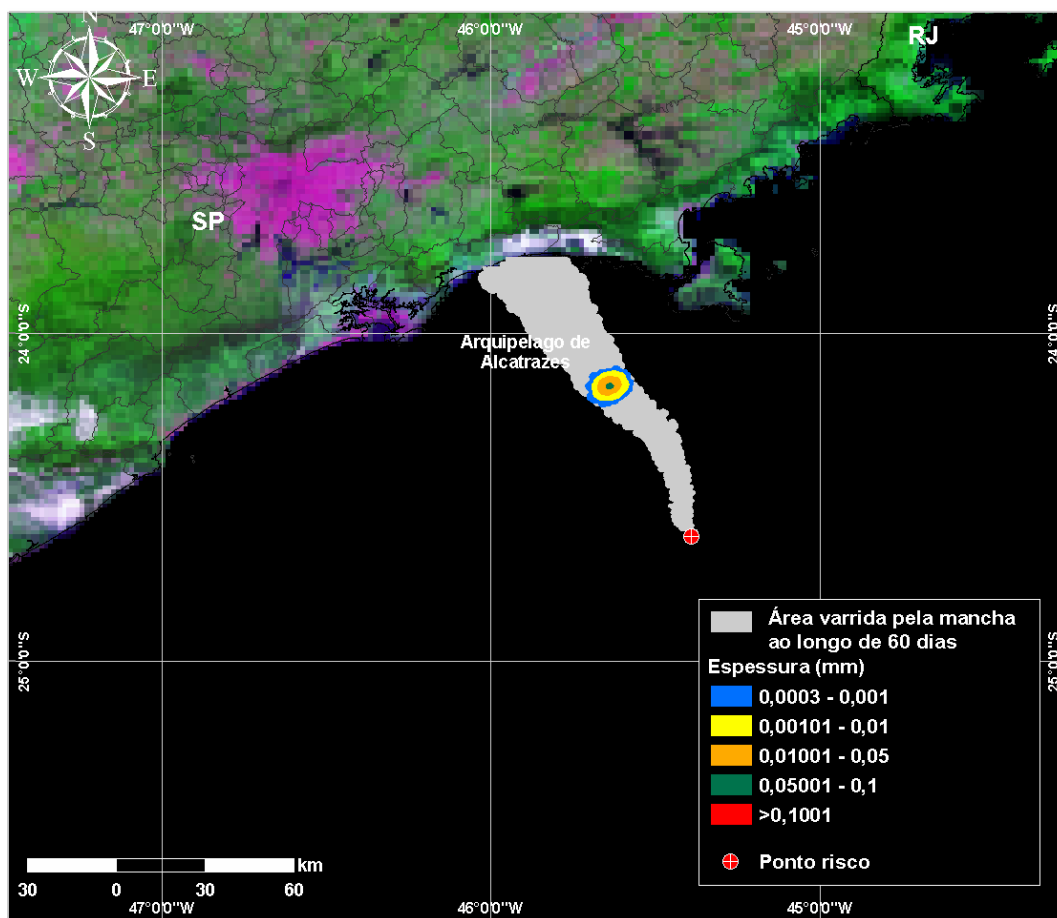 47°0'0"W
46°0'0"W
45°0'0"W
RJ
N
W
E
S
SP
24°0'0"S
24°0'0"S
Arquipelago de
Alcatrazes
25°0'0"S
25°0'0"S
Área varrida pela mancha
ao longo de 60 dias
Espessura (mm)
0,0003 - 0,001
0,00101 - 0,01
0,01001 - 0,05
0,05001 - 0,1
>0,1001
Ponto risco
km
30 0 30 60
47°0'0"W
46°0'0"W
45°0'0"W